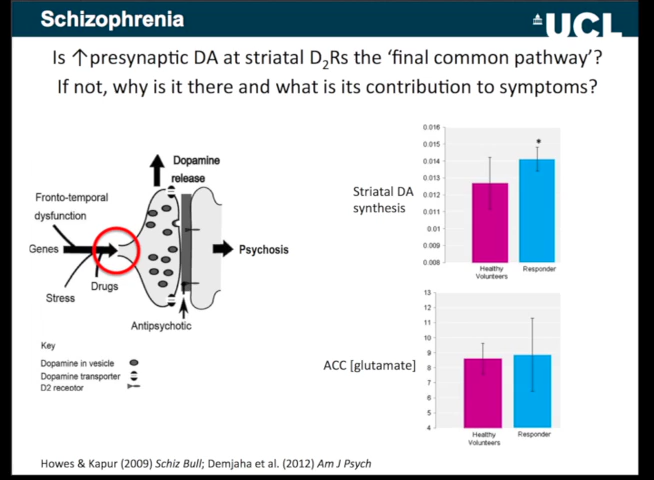 Schizophrenia
UCL
Is ↑presynaptic DA at striatal D₂Rs the ‘final common pathway’?
If not, why is it there and what is its contribution to symptoms?
Dopamine
release
Fronto-temporal
dysfunction
Genes
Drugs
Stress
Psychosis
Antipsychotic
Key
Dopamine in vesicle
Dopamine transporter
D2 receptor
Striatal DA
synthesis
0.016
0.015
0.014
0.013
0.012
0.011
0.01
0.009
0.008
*
Healthy
Volunteers
Responder
ACC [glutamate]
13
12
11
10
9
8
7
6
5
4
Healthy
Volunteers
Responder
Howes & Kapur (2009) Schiz Bull; Demjaha et al. (2012) Am J Psych